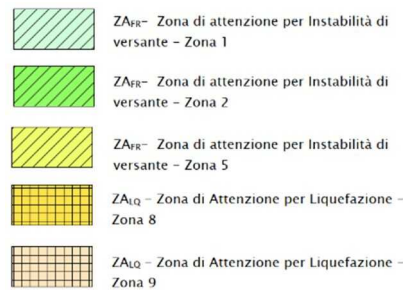 ZAFR- Zona di attenzione per Instabilità di
versante - Zona 1
ZAFR- Zona di attenzione per Instabilità di
versante - Zona 2
ZAFR- Zona di attenzione per Instabilità di
versante - Zona 5
ZALQ - Zona di Attenzione per Liquefazione -
Zona 8
ZALQ - Zona di Attenzione per Liquefazione -
Zona 9